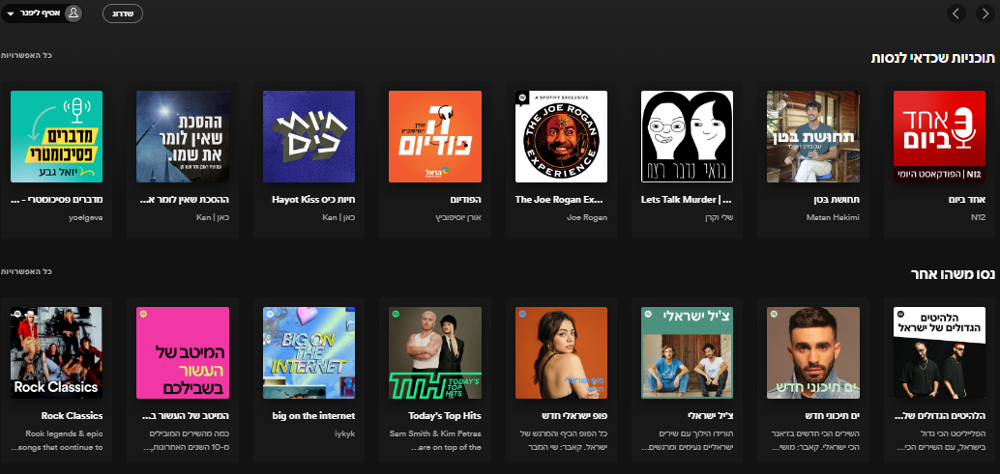 אסיף ליפנר
שדרוג
תוכניות שכדאי לנסות
כל האפשרויות
אחד
ביום
N12 | הפודקאסט היומי
אחד ביום
N12
תחושת בטן
תחושת בטן
Matan Hakimi
בואי נדבר רצח
Lets Talk Murder | ...
שלי וקרן
A SPOTIFY EXCLUSIVE
THE JOE ROGAN
EXPERIENCE
The Joe Rogan Ex...
Joe Rogan
ה
פודיום
אורן
יוסיפוביץ
הראל
הפודיום
אורן יוסיפוביץ
חיות
כיס
Hayot Kiss חיות כיס
Kan | כאן
ההסכת
שאין לומר
את שמו.
ההסכת שאין לומר א...
Kan | כאן
מדברים
פסיכומטרי
יואל גבע
מדברים פסיכומטרי - ...
yoelgeva
נסו משהו אחר
כל האפשרויות
הלהיטים
הגדולים של ישראל
הלהיטים הגדולים של...
הפלייליסט הכי גדול
בישראל, עם השירים הכי...
ים תיכוני חדש
ים תיכוני חדש
השירים הכי חדשים בז'אנר
הכי ישראלי. קאבר: מושי...
צ'יל ישראלי
צ'יל ישראלי
תורידו הילוך עם שירים
ישראליים נעימים ומרגשים...
פופ ישראלי
חדש
פופ ישראלי חדש
כל הפופ הכיף והמרגש של
ישראל. קאבר: שי המבר
TTH TODAY'S
TOP
HITS
Today's Top Hits
Sam Smith & Kim Petras
are on top of the...
BIG ON
THE
INTERNET
big on the internet
iykyk
המיטב של
העשור
בשבילכם
המיטב של העשור ב...
כמה מהשירים המובילים
מ-10 השנים האחרונות,...
Rock Classics
Rock Classics
Rock legends & epic
songs that continue to...